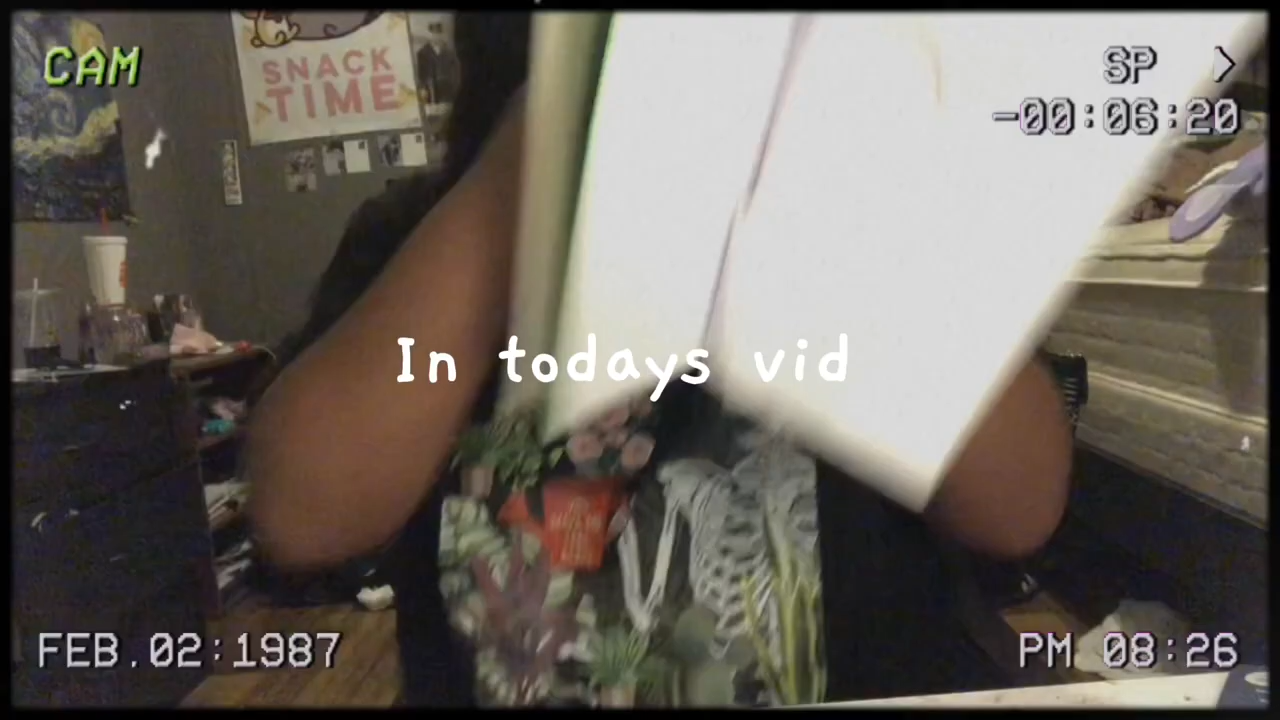 CAM
SP
-00:06:20
SNACK
TIME
In todays vid
FEB.02:1987
PM 08:26